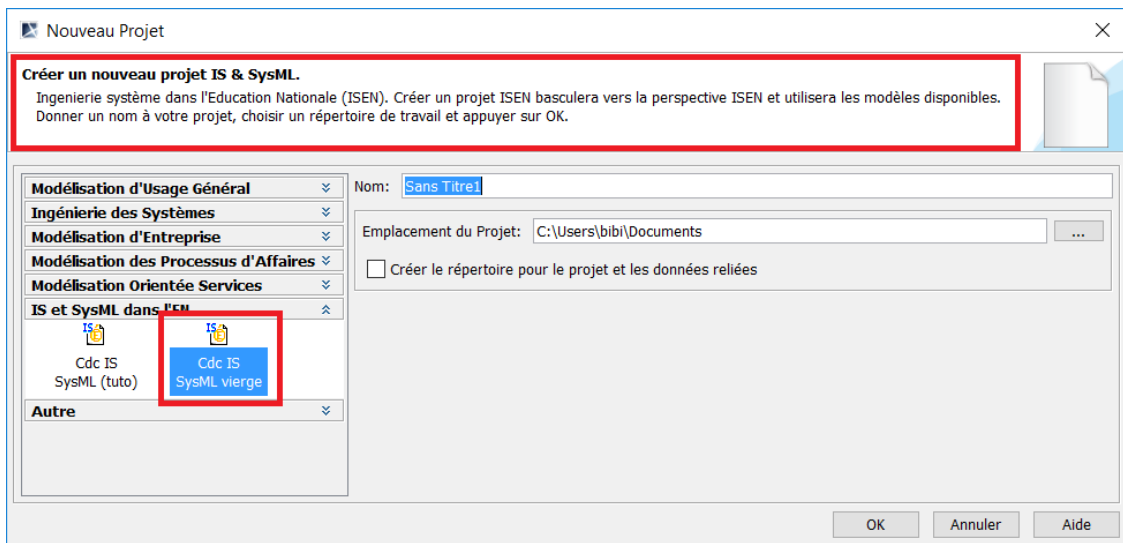 Nouveau Projet
Créer un nouveau projet IS & SysML.
Ingenierie système dans l'Education Nationale (ISEN). Créer un projet ISEN basculera vers la perspective ISEN et utilisera les modèles disponibles.
Donner un nom à votre projet, choisir un répertoire de travail et appuyer sur OK.
Modélisation d'Usage Général
Ingénierie des Systèmes
Modélisation d'Entreprise
Modélisation des Processus d'Affaires
Modélisation Orientée Services
IS et SysML dans l'EN
IS
Cdc IS
SysML (tuto)
IS
Cdc IS
SysML vierge
Autre
Nom: Sans Titre1
Emplacement du Projet: C:\Users\bibi\Documents ...
Créer le répertoire pour le projet et les données reliées
OK Annuler Aide